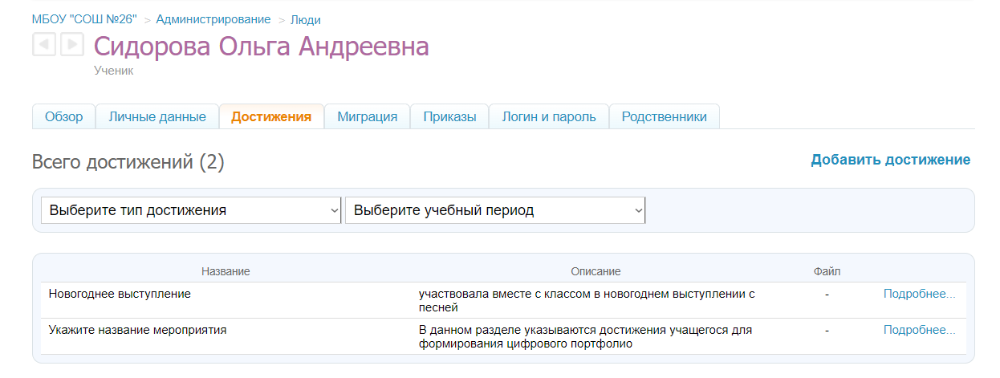 МБОУ "СОШ №26" > Администрирование > Люди
Сидорова Ольга Андреевна
Ученик
Обзор Личные данные Достижения Миграция Приказы Логин и пароль Родственники
Всего достижений (2) Добавить достижение
Выберите тип достижения Выберите учебный период
Название Описание Файл
Новогоднее выступление участвовала вместе с классом в новогоднем выступлении с - Подробнее...
песней
Укажите название мероприятия В данном разделе указываются достижения учащегося для - Подробнее...
формирования цифрового портфолио